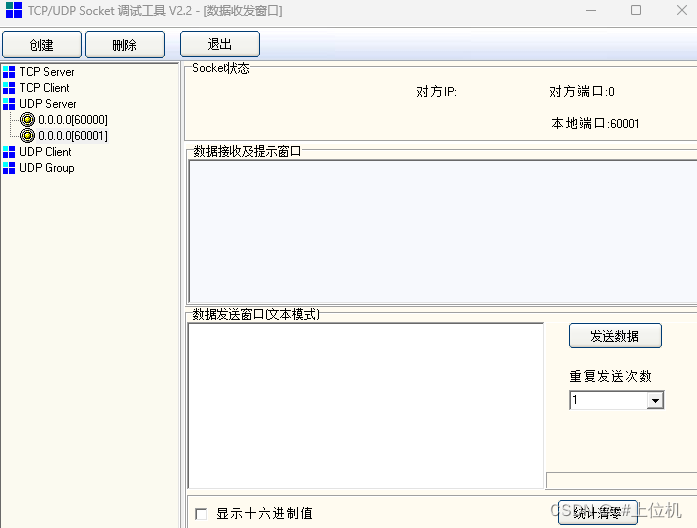 TCP/UDP Socket 调试工具 V2.2 - [数据收发窗口]
创建 删除 退出
TCP Server
TCP Client
UDP Server
0.0.0.0[60000]
0.0.0.0[60001]
UDP Client
UDP Group
Socket状态
对方IP: 对方端口:0
本地端口:60001
数据接收及提示窗口
数据发送窗口(文本模式)
发送数据
重复发送次数
1
显示十六进制值
统计清零
CSDN @c#上位机